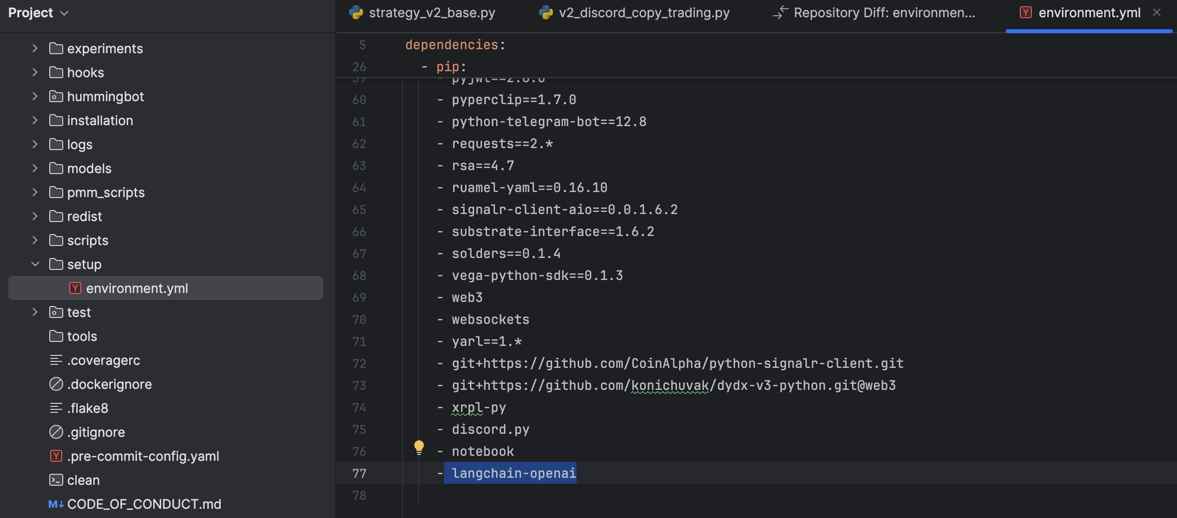 Project
strategy_v2_base.py
v2_discord_copy_trading.py
Repository Diff: environmen...
environment.yml
experiments
hooks
hummingbot
installation
logs
models
pmm_scripts
redist
scripts
setup
environment.yml
test
tools
.coveragerc
.dockerignore
.flake8
.gitignore
.pre-commit-config.yaml
clean
M↓ CODE_OF_CONDUCT.md
5 dependencies:
26 - pip:
60 - pyperclip==1.7.0
61 - python-telegram-bot==12.8
62 - requests==2.*
63 - rsa==4.7
64 - ruamel-yaml==0.16.10
65 - signalr-client-aio==0.0.1.6.2
66 - substrate-interface==1.6.2
67 - solders==0.1.4
68 - vega-python-sdk==0.1.3
69 - web3
70 - websockets
71 - yarl==1.*
72 - git+https://github.com/CoinAlpha/python-signalr-client.git
73 - git+https://github.com/konichuvak/dydx-v3-python.git@web3
74 - xrpl-py
75 - discord.py
76 - notebook
77 - langchain-openai
78